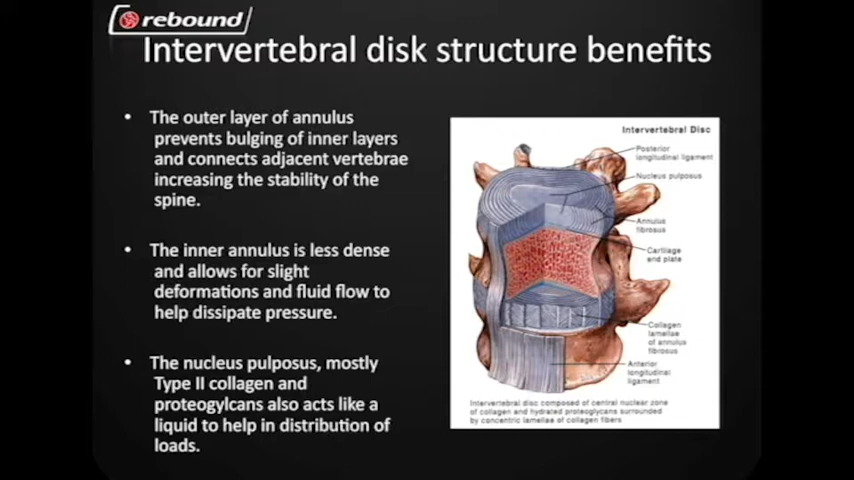 rebound
Intervertebral disk structure benefits
• The outer layer of annulus
prevents bulging of inner layers
and connects adjacent vertebrae
increasing the stability of the
spine.
• The inner annulus is less dense
and allows for slight
deformations and fluid flow to
help dissipate pressure.
• The nucleus pulposus, mostly
Type II collagen and
proteogylcans also acts like a
liquid to help in distribution of
loads.
Intervertebral Disc
Posterior
longitudinal ligament
Nucleus pulposus
Annulus
fibrosus
Cartilage
end plate
Collagen
lamellae
of annulus
fibrosus
Anterior
longitudinal
ligament
Intervertebral disc composed of central nuclear zone
of collagen and hydrated proteoglycans surrounded
by concentric lamellae of collagen fibers